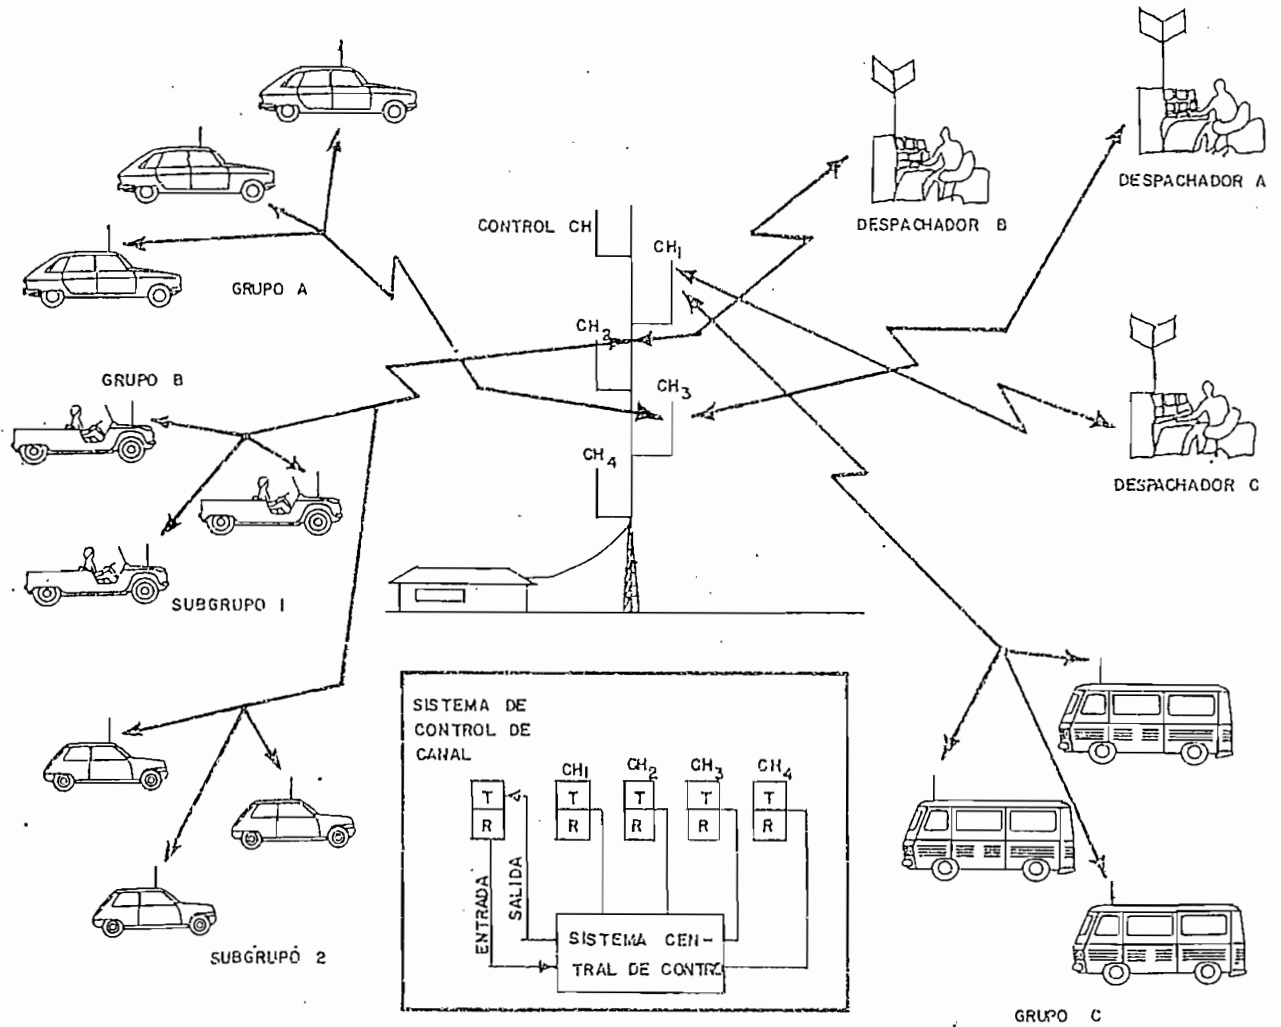 DESPACHADOR A
DESPACHADOR B
CONTROL CH
CH1
GRUPO A
CH2
GRUPO B
CH3
CH4
DESPACHADOR C
SUBGRUPO 1
SISTEMA DE
CONTROL DE
CANAL
CH1 CH2 CH3 CH4
T T T T T
R R R R R
ENTRADA
SALIDA
SISTEMA CEN-
TRAL DE CONTRL
SUBGRUPO 2
GRUPO C